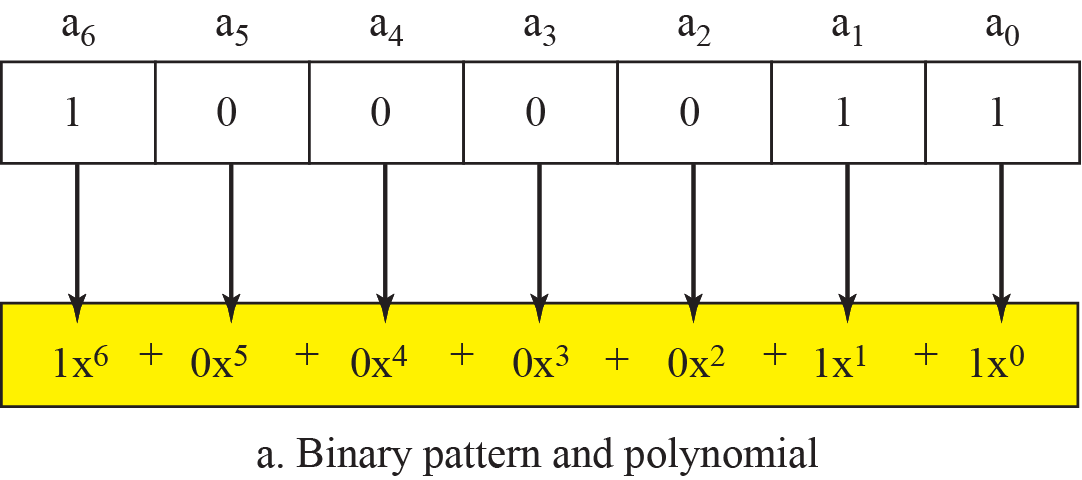 a₆ a₅ a₄ a₃ a₂ a₁ a₀
1 0 0 0 0 1 1
1x⁶ + 0x⁵ + 0x⁴ + 0x³ + 0x² + 1x¹ + 1x⁰
a. Binary pattern and polynomial